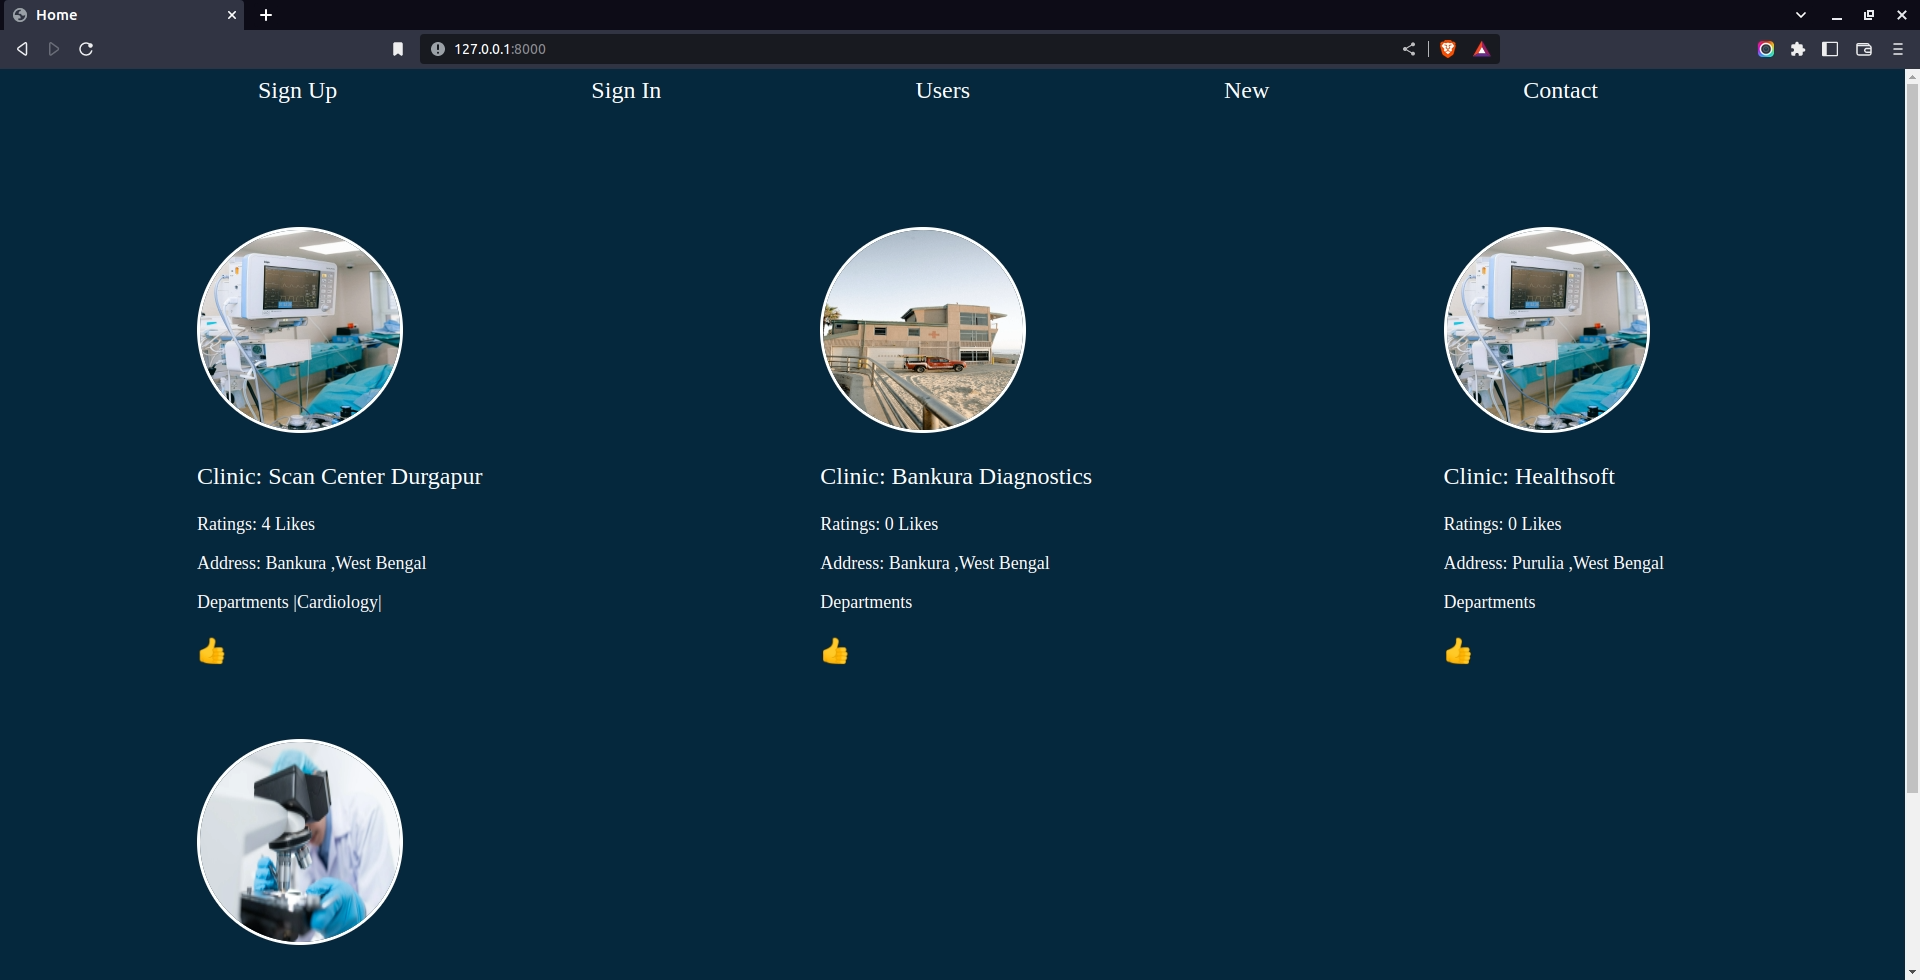 Home
127.0.0.1:8000
Sign Up
Sign In
Users
New
Contact
Clinic: Scan Center Durgapur
Ratings: 4 Likes
Address: Bankura ,West Bengal
Departments |Cardiology|
Clinic: Bankura Diagnostics
Ratings: 0 Likes
Address: Bankura ,West Bengal
Departments
Clinic: Healthsoft
Ratings: 0 Likes
Address: Purulia ,West Bengal
Departments